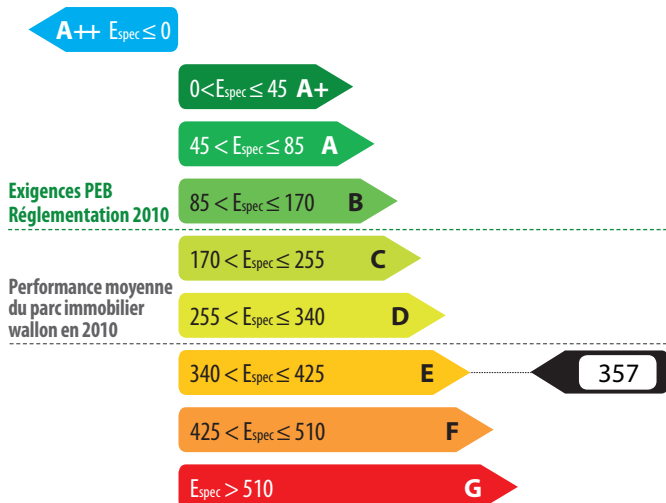 A++ Espec ≤ 0
0<Espec ≤ 45 A+
45 < Espec ≤ 85 A
Exigences PEB
Réglementation 2010
85 < Espec ≤ 170 B
170 < Espec ≤ 255 C
Performance moyenne
du parc immobilier
wallon en 2010
255 < Espec ≤ 340 D
340 < Espec ≤ 425 E
357
425 < Espec ≤ 510 F
Espec > 510 G